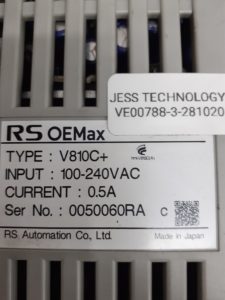 JESS TECHNOLOGY
VE00788-3-281020
RS OEMax
TYPE : V810C+
INPUT : 100-240VAC
CURRENT : 0.5A
Ser No. : 0050060RA C
RS Automation Co., Ltd. Made in Japan